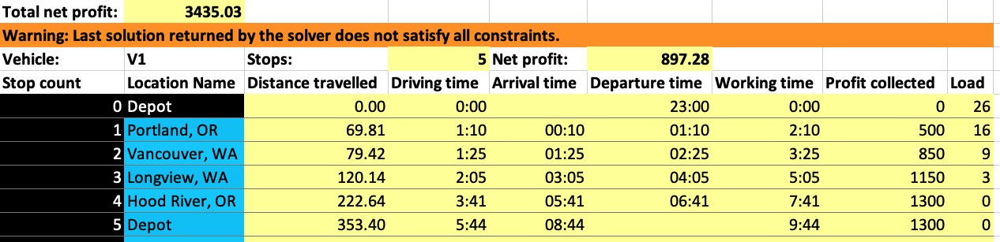 Total net profit: 3435.03
Warning: Last solution returned by the solver does not satisfy all constraints.
Vehicle: V1 Stops: 5 Net profit: 897.28
Stop count Location Name Distance travelled Driving time Arrival time Departure time Working time Profit collected Load
0 Depot 0.00 0:00 23:00 0:00 0 26
1 Portland, OR 69.81 1:10 00:10 01:10 2:10 500 16
2 Vancouver, WA 79.42 1:25 01:25 02:25 3:25 850 9
3 Longview, WA 120.14 2:05 03:05 04:05 5:05 1150 3
4 Hood River, OR 222.64 3:41 05:41 06:41 7:41 1300 0
5 Depot 353.40 5:44 08:44 9:44 1300 0